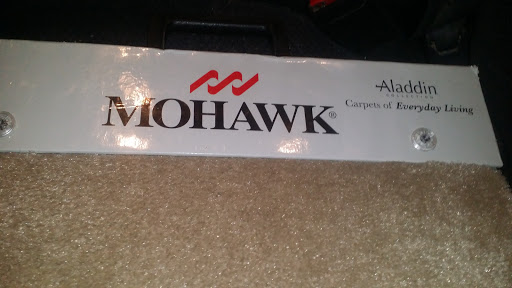 MOHAWK®
Aladdin
COLLECTION
Carpets of Everyday Living